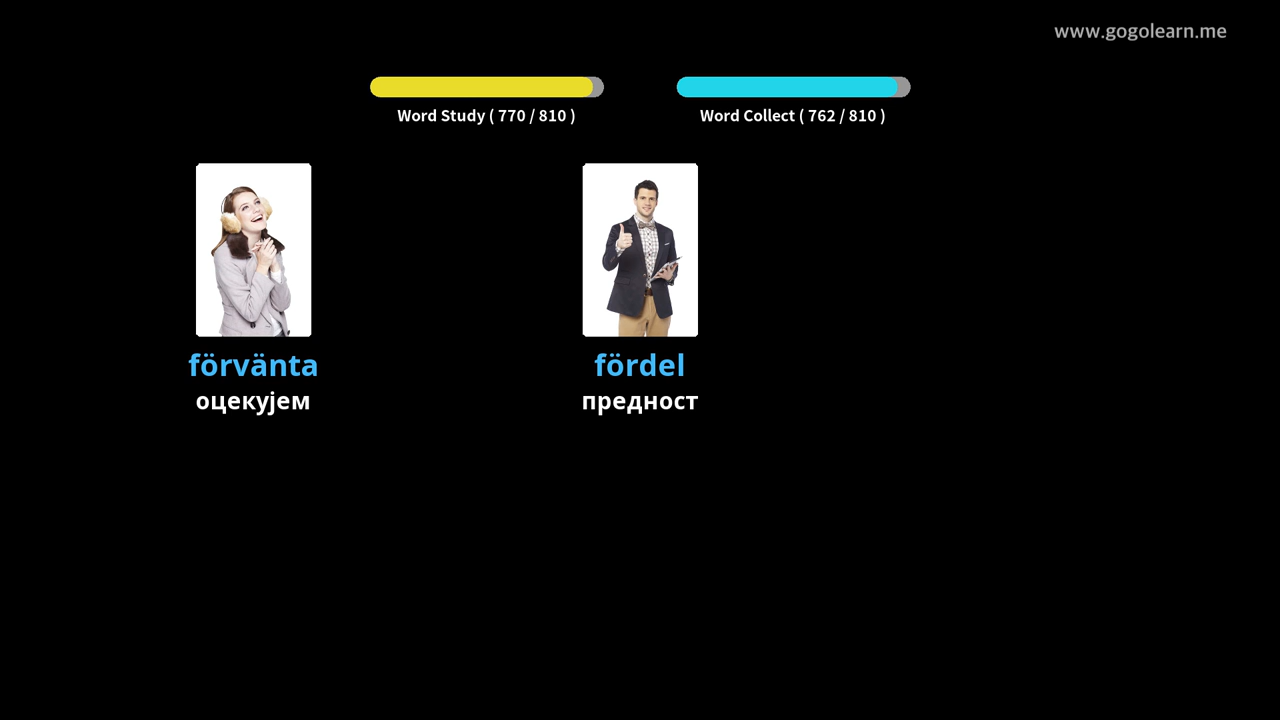 www.gogolearn.me
Word Study ( 770 / 810 )
Word Collect ( 762 / 810 )
förvänta
оцекујем
fördel
предност